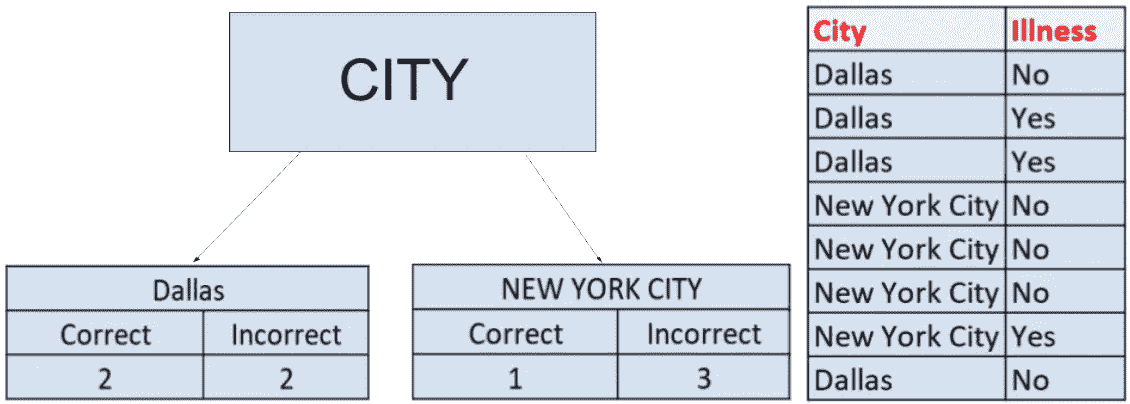 CITY
Dallas
Correct Incorrect
2 2
NEW YORK CITY
Correct Incorrect
1 3
City Illness
Dallas No
Dallas Yes
Dallas Yes
New York City No
New York City No
New York City No
New York City Yes
Dallas No